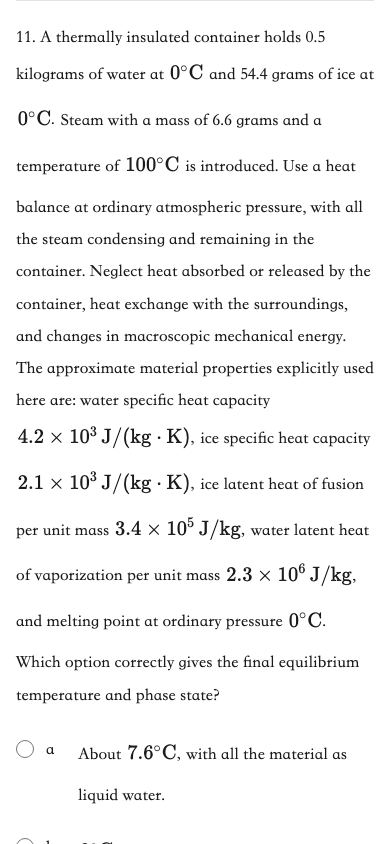 11. A thermally insulated container holds 0.5
kilograms of water at 0°C and 54.4 grams of ice at
0°C. Steam with a mass of 6.6 grams and a
temperature of 100°C is introduced. Use a heat
balance at ordinary atmospheric pressure, with all
the steam condensing and remaining in the
container. Neglect heat absorbed or released by the
container, heat exchange with the surroundings,
and changes in macroscopic mechanical energy.
The approximate material properties explicitly used
here are: water specific heat capacity
4.2 × 10³ J/(kg · K), ice specific heat capacity
2.1 × 10³ J/(kg · K), ice latent heat of fusion
per unit mass 3.4 × 10⁵ J/kg, water latent heat
of vaporization per unit mass 2.3 × 10⁶ J/kg,
and melting point at ordinary pressure 0°C.
Which option correctly gives the final equilibrium
temperature and phase state?
a About 7.6°C, with all the material as
liquid water.